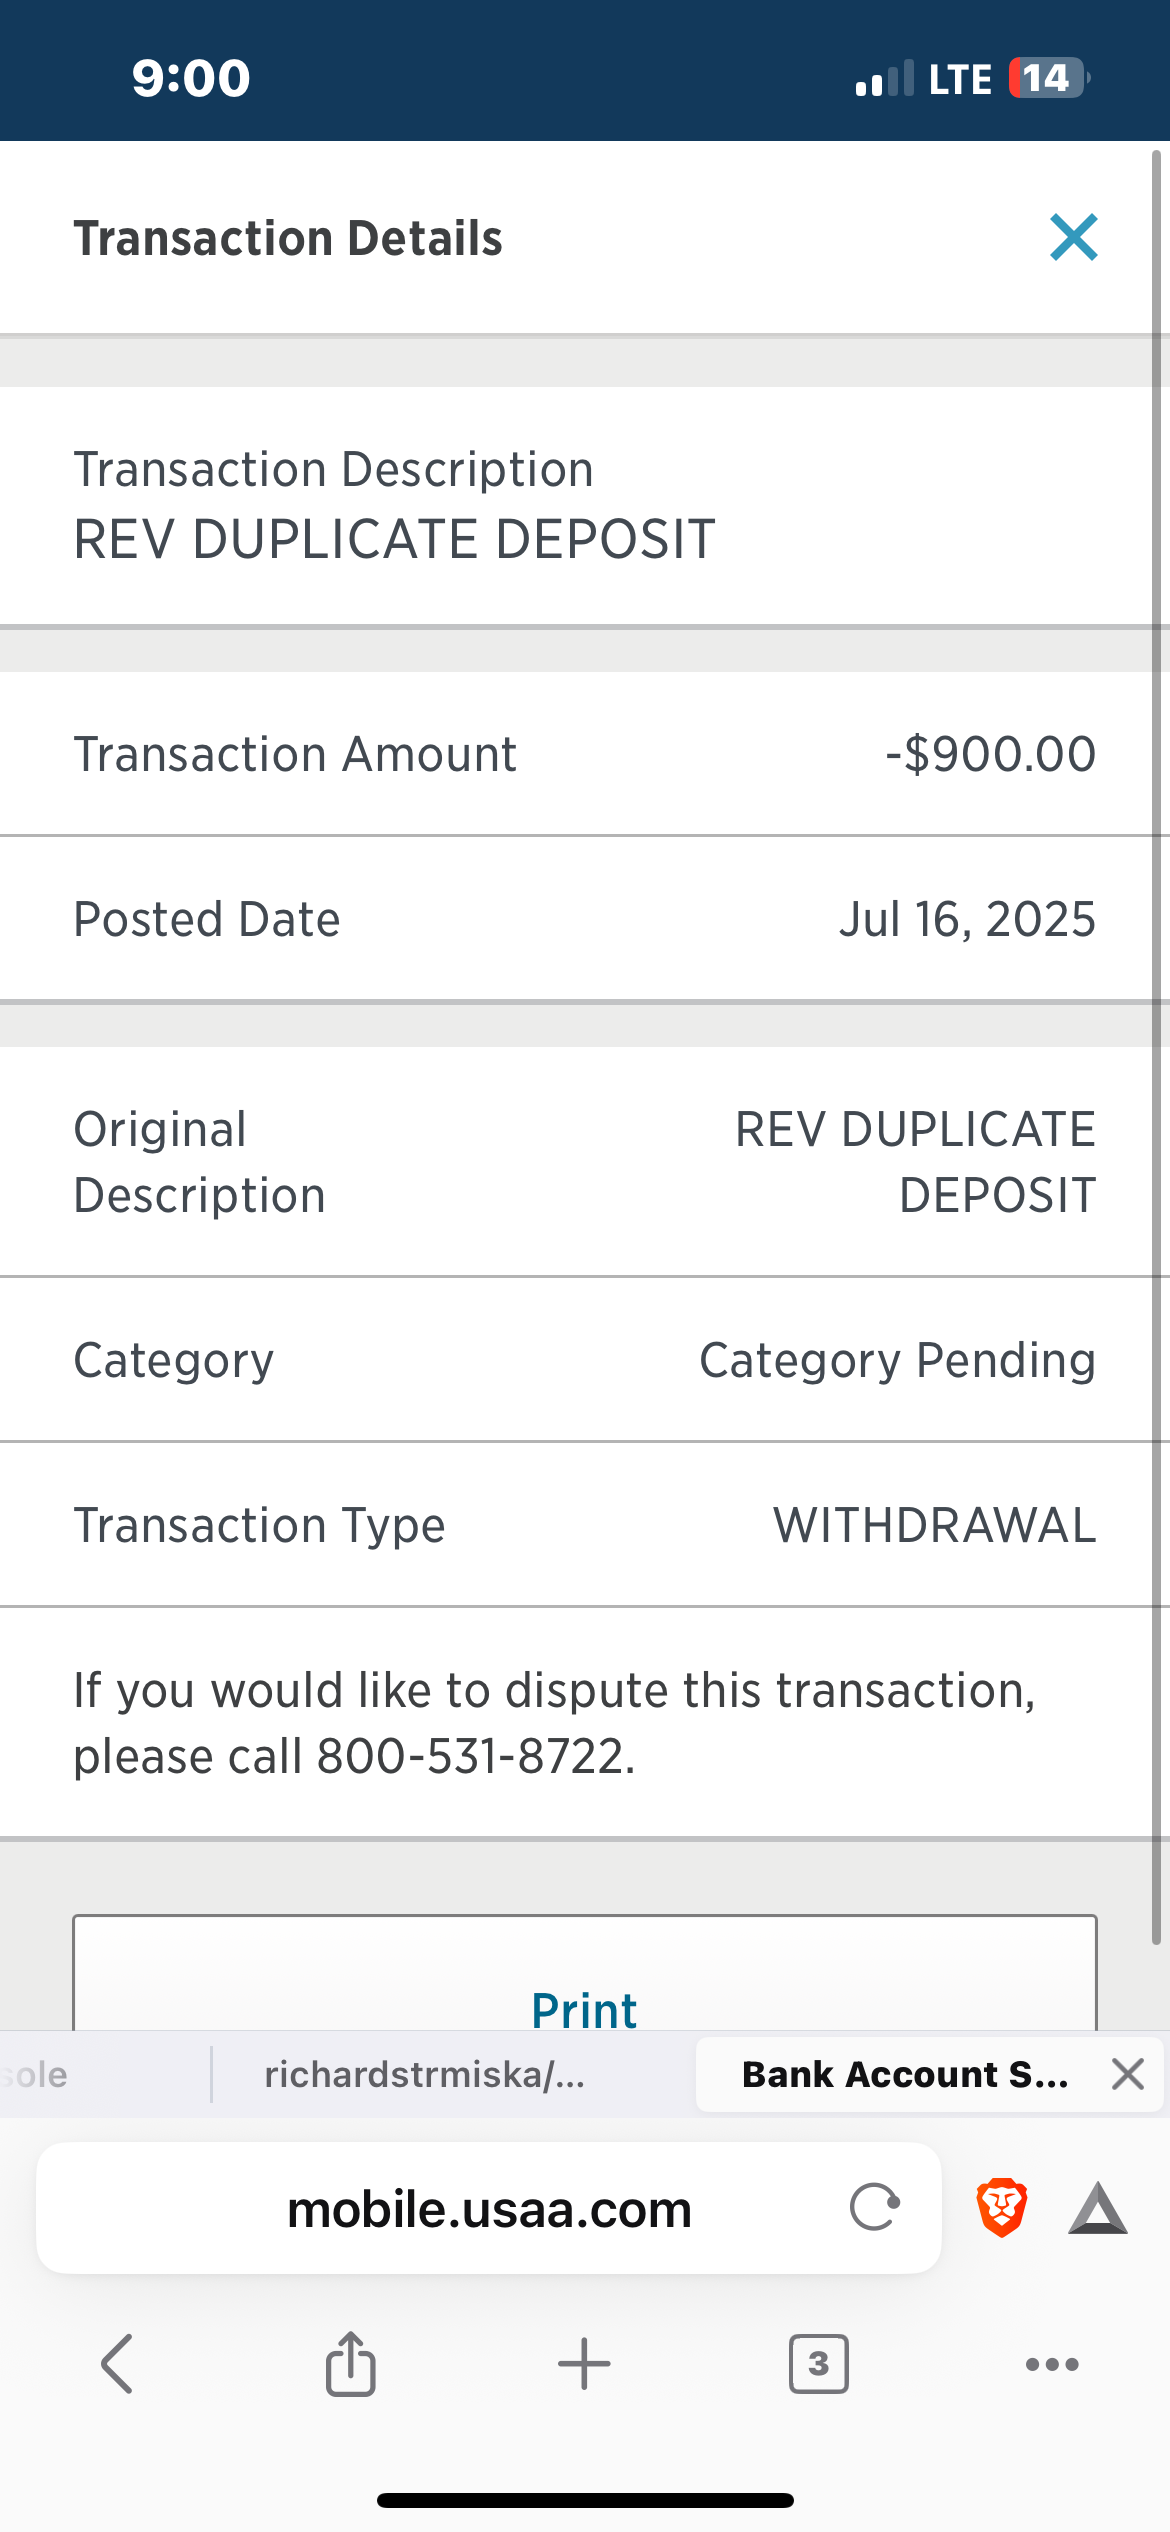 9:00
LTE 14
Transaction Details
Transaction Description
REV DUPLICATE DEPOSIT
Transaction Amount -$900.00
Posted Date Jul 16, 2025
Original Description REV DUPLICATE DEPOSIT
Category Category Pending
Transaction Type WITHDRAWAL
If you would like to dispute this transaction,
please call 800-531-8722.
Print
sole richardstrmiska/... Bank Account S...
mobile.usaa.com
3